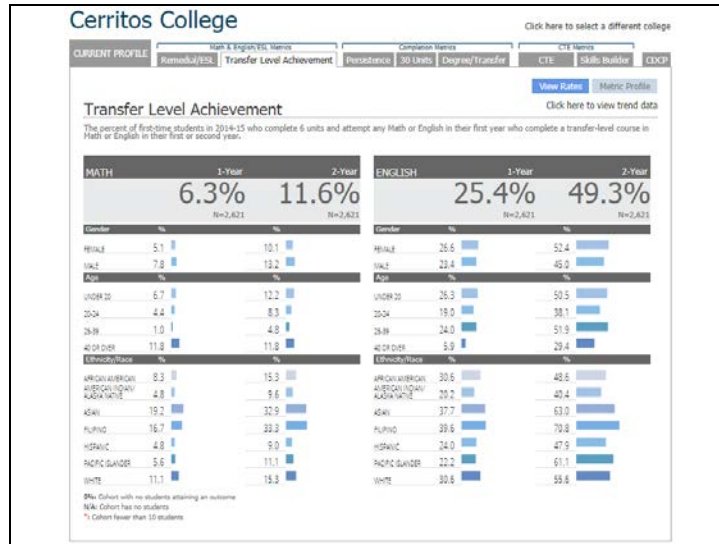 Cerritos College
Click here to select a different college
CURRENT PROFILE
Math & English/ESL Metrics
Completion Metrics
CTE Metrics
Remedial/ESL Transfer Level Achievement Persistence 30 Units Degree/Transfer CTE Skills Builder CDCP
View Rates Metric Profile
Transfer Level Achievement
Click here to view trend data
The percent of first-time students in 2014-15 who complete 6 units and attempt any Math or English in their first year who complete a transfer-level course in
Math or English in their first or second year.
MATH 1-Year 2-Year
6.3% 11.6%
N=2,621 N=2,621
Gender % %
FEMALE 5.1 10.1
MALE 7.8 13.2
Age % %
UNDER 20 6.7 12.2
20-24 4.4 8.3
25-39 1.0 4.8
40 OR OVER 11.8 11.8
Ethnicity/Race % %
AFRICAN AMERICAN 8.3 15.3
AMERICAN INDIAN/
ALASKA NATIVE 4.8 9.6
ASIAN 19.2 32.9
FILIPINO 16.7 33.3
HISPANIC 4.8 9.0
PACIFIC ISLANDER 5.6 11.1
WHITE 11.1 15.3
ENGLISH 1-Year 2-Year
25.4% 49.3%
N=2,621 N=2,621
Gender % %
FEMALE 26.6 52.4
MALE 23.4 45.0
Age % %
UNDER 20 26.3 50.5
20-24 19.0 38.1
25-39 24.0 51.9
40 OR OVER 5.9 29.4
Ethnicity/Race % %
AFRICAN AMERICAN 30.6 48.6
AMERICAN INDIAN/
ALASKA NATIVE 20.2 40.4
ASIAN 37.7 63.0
FILIPINO 39.6 70.8
HISPANIC 24.0 47.9
PACIFIC ISLANDER 22.2 61.1
WHITE 30.6 55.6
0%: Cohort with no students attaining an outcome
N/A: Cohort has no students
*: Cohort fewer than 10 students